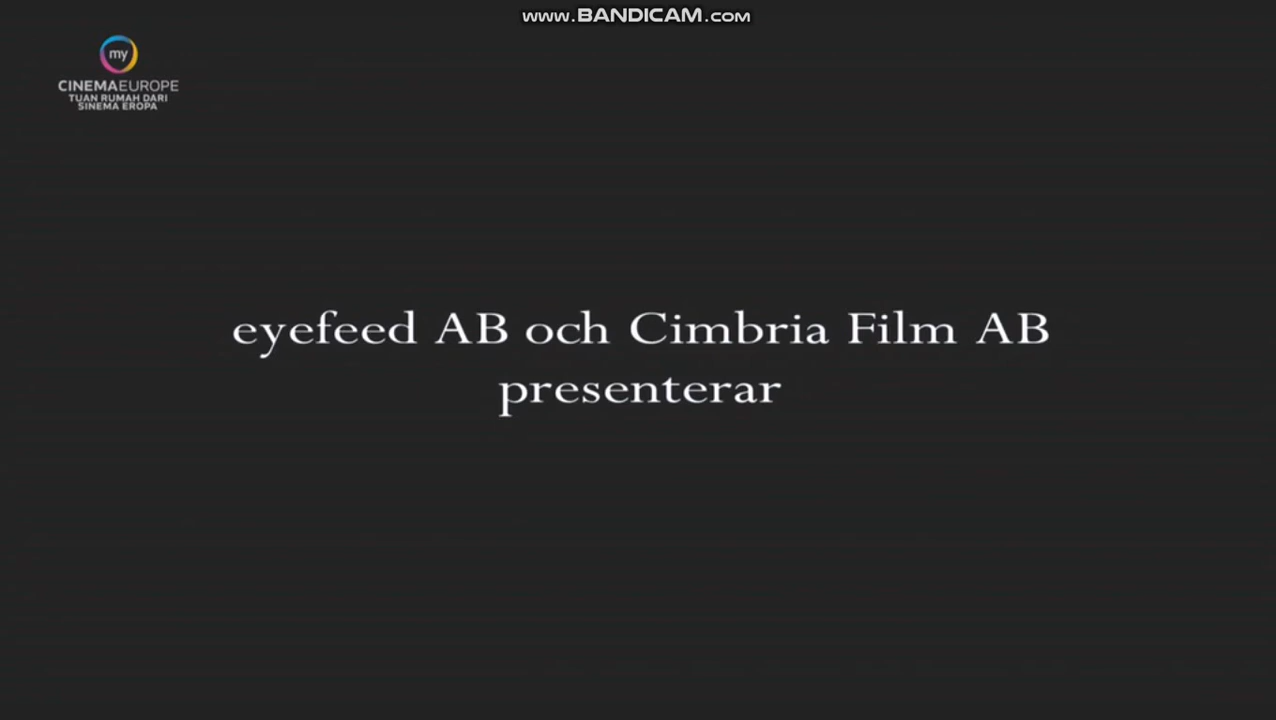 www.BANDICAM.com
my
CINEMAEUROPE
TUAN RUMAH DARI
SINEMA EROPA
eyefeed AB och Cimbria Film AB
presenterar